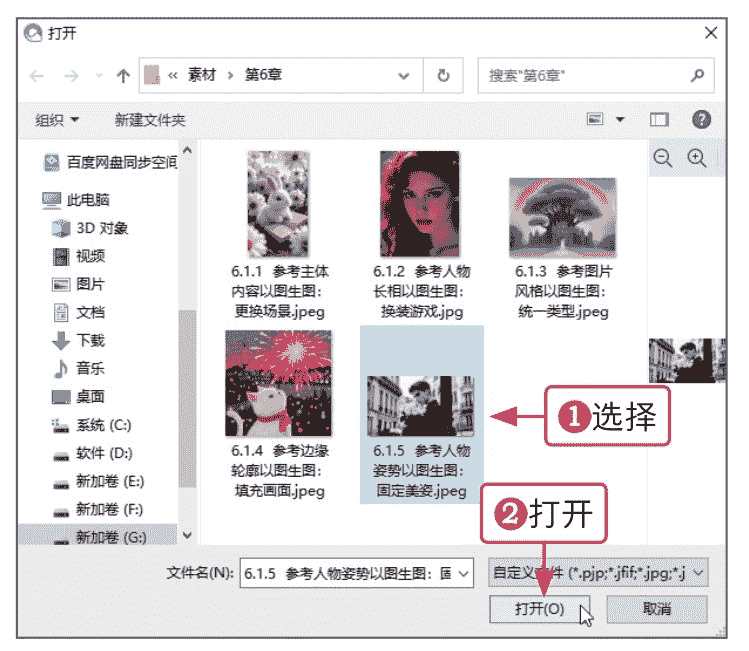 打开
« 素材 › 第6章
搜索"第6章"
组织
新建文件夹
百度网盘同步空间
此电脑
3D 对象
视频
图片
文档
下载
音乐
桌面
系统 (C:)
软件 (D:)
新加卷 (E:)
新加卷 (F:)
新加卷 (G:)
6.1.1 参考主体
内容以图生图：
更换场景.jpeg
6.1.2 参考人物
长相以图生图：
换装游戏.jpg
6.1.3 参考图片
风格以图生图：
统一类型.jpeg
6.1.4 参考边缘
轮廓以图生图：
填充画面.jpeg
6.1.5 参考人物
姿势以图生图：
固定美姿.jpeg
❶选择
❷打开
文件名(N):
6.1.5 参考人物姿势以图生图：固
自定义文件 (*.pjp;*.jfif;*.jpg;*.j
打开(O)
取消